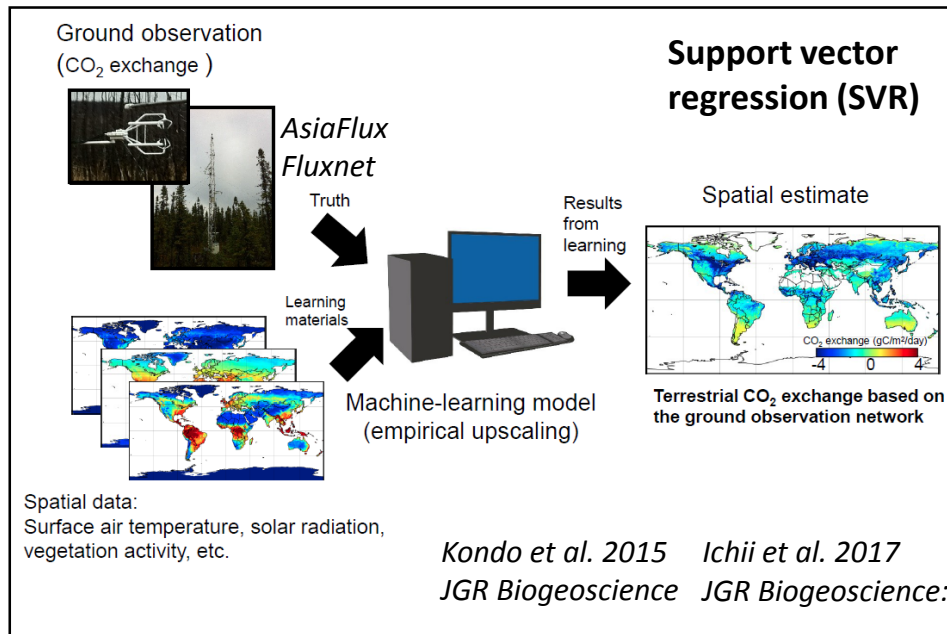 Ground observation
(CO₂ exchange )
Support vector
regression (SVR)
AsiaFlux
Fluxnet
Truth
Results
from
learning
Spatial estimate
Learning
materials
CO₂ exchange (gC/m²/day)
-4 0 4
Machine-learning model
(empirical upscaling)
Terrestrial CO₂ exchange based on
the ground observation network
Spatial data:
Surface air temperature, solar radiation,
vegetation activity, etc.
Kondo et al. 2015
JGR Biogeoscience
Ichii et al. 2017
JGR Biogeoscience: